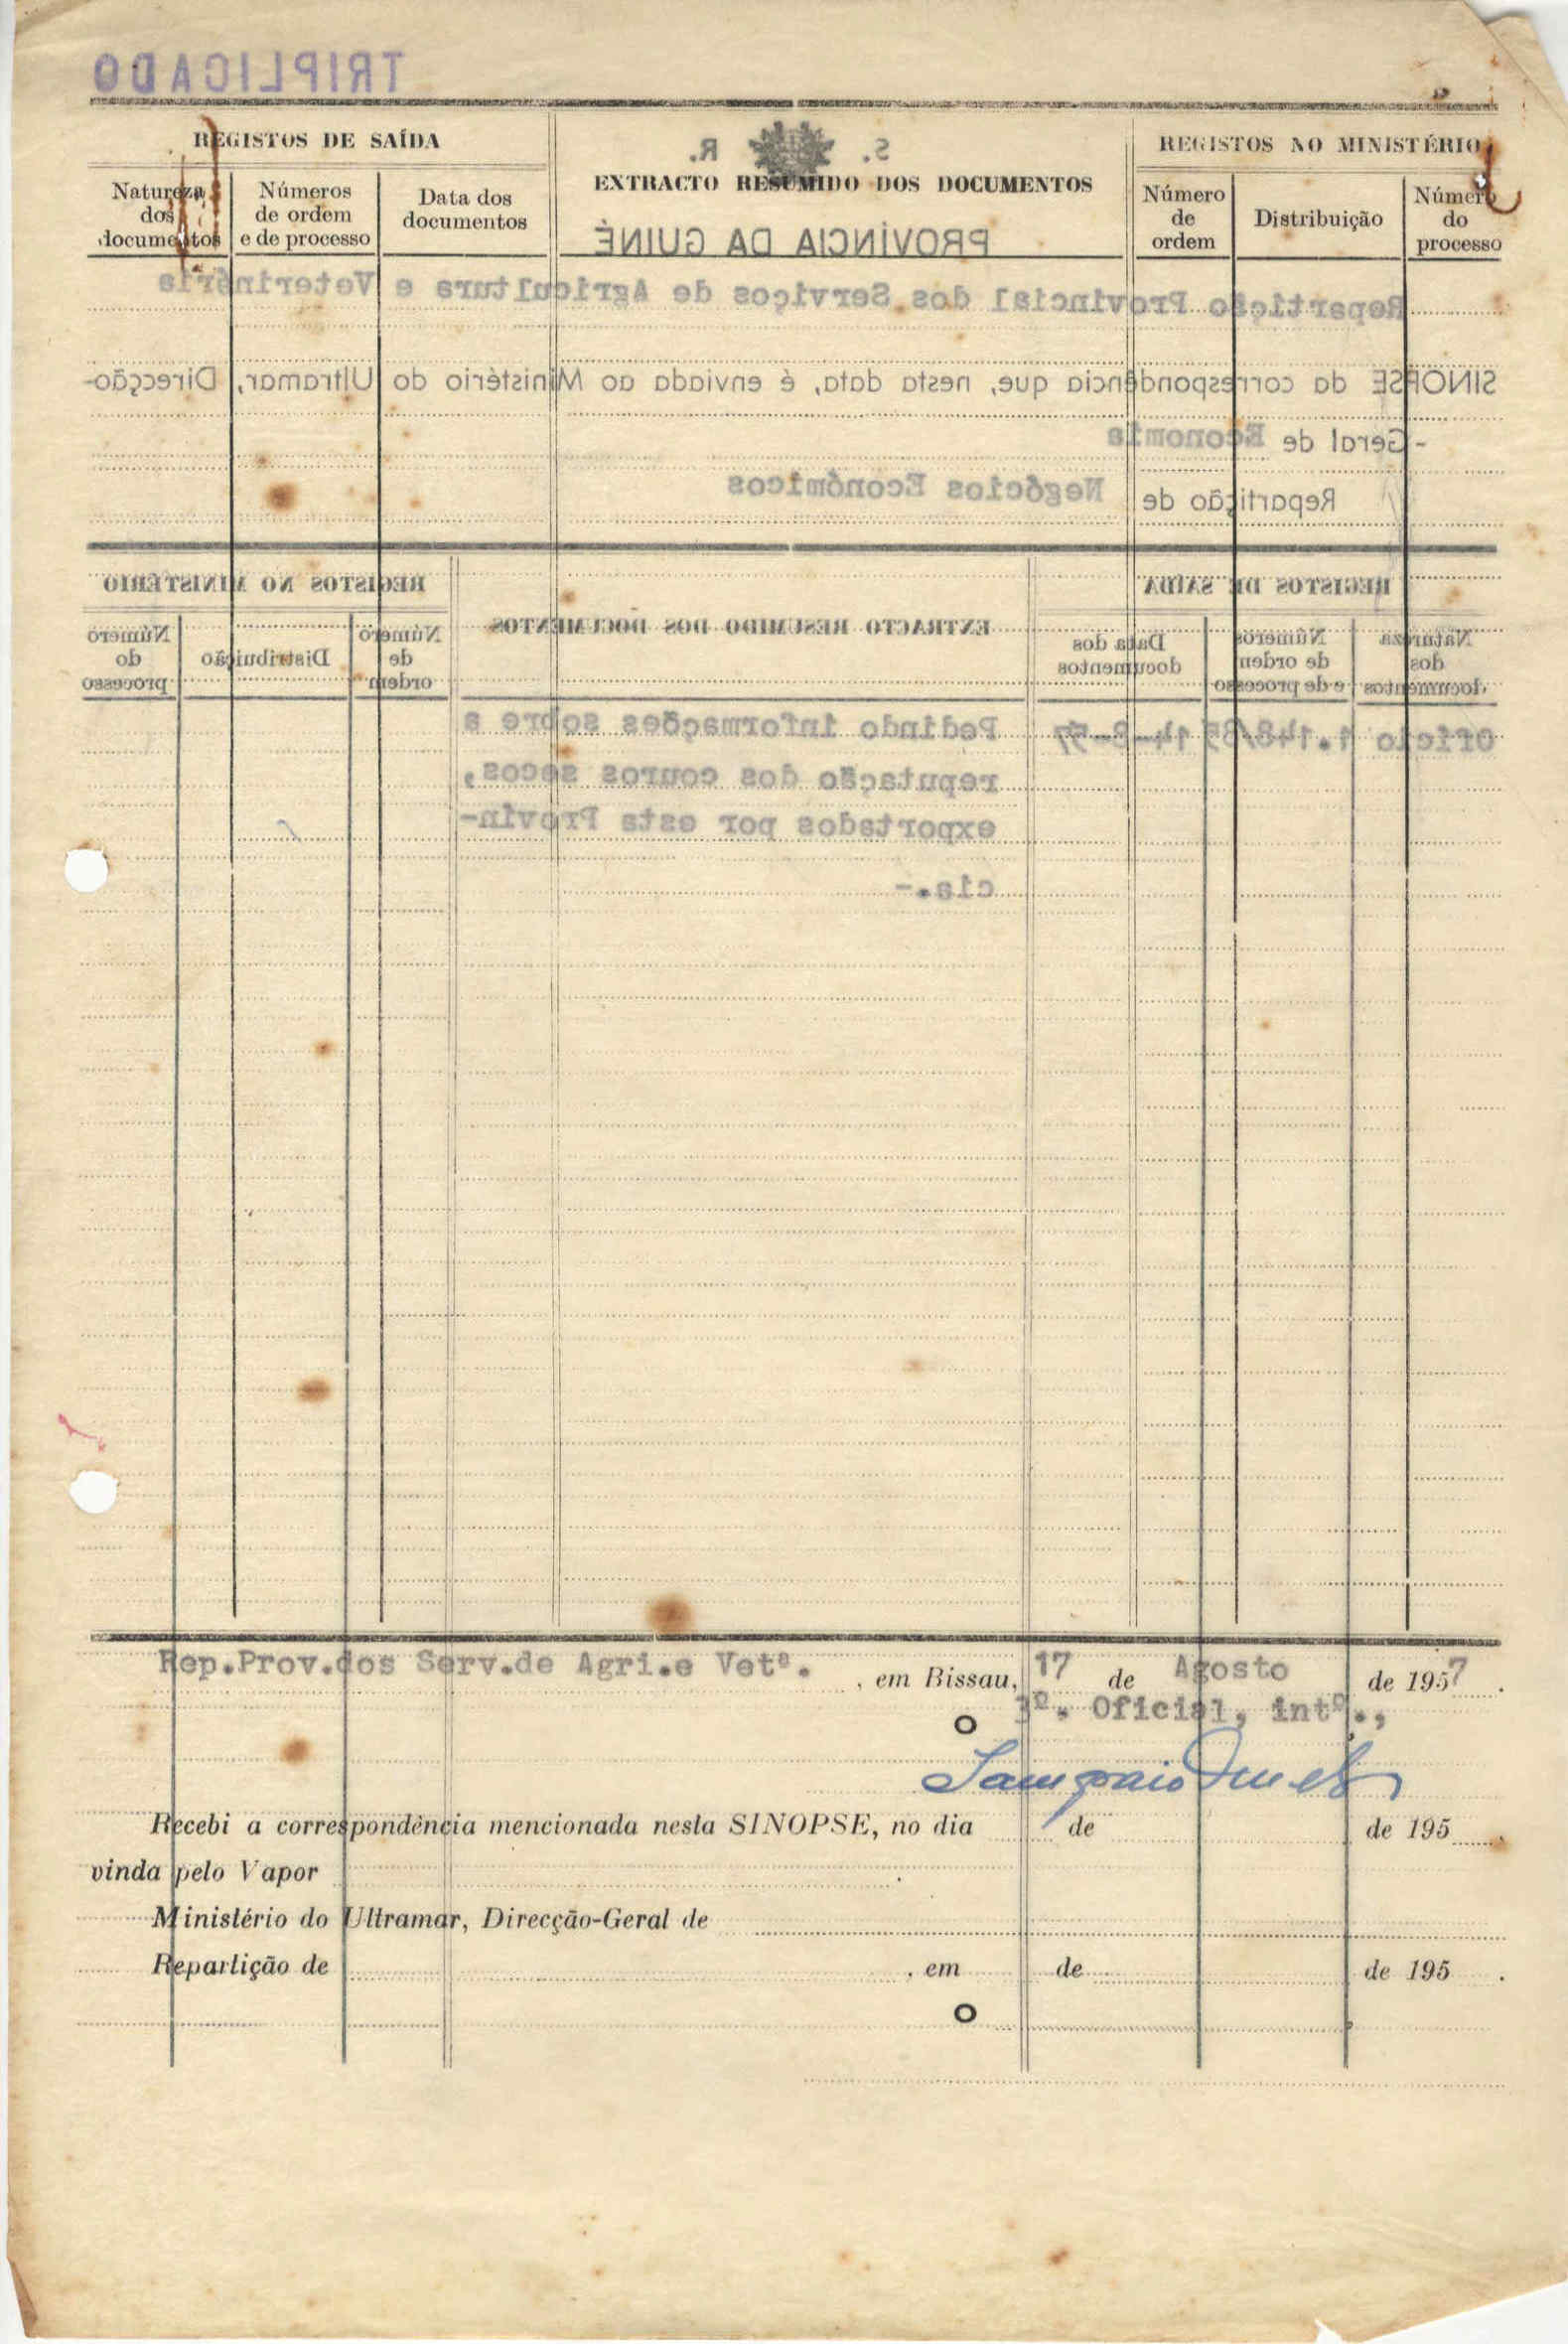 TRIPLICADO
REGISTOS DE SAÍDA
S. R.
EXTRACTO RESUMIDO DOS DOCUMENTOS
REGISTOS NO MINISTÉRIO
Natureza dos documentos
Números de ordem e de processo
Data dos documentos
Número de ordem
Distribuição
Número do processo
PROVÍNCIA DA GUINÉ
Repartição Provincial dos Serviços de Agricultura e Veterinária
SINOPSE da correspondência que, nesta data, é enviada ao Ministério do Ultramar, Direcção-
-Geral de Economia
Repartição de Negócios Económicos
REGISTOS DE SAÍDA
EXTRACTO RESUMIDO DOS DOCUMENTOS
REGISTOS NO MINISTÉRIO
Natureza dos documentos
Números de ordem e de processo
Data dos documentos
Número de ordem
Distribuição
Número do processo
Ofício 14-8-57 Pedindo informações sobre a
reputação dos couros secos,
exportados por esta Provín-
cia.-
Rep.Prov.dos Serv.de Agri.e Vetª. , em Bissau, 17 de Agosto de 1957.
O 3º. Oficial, intº.,
Recebi a correspondência mencionada nesta SINOPSE, no dia de de 195
vinda pelo Vapor .
Ministério do Ultramar, Direcção-Geral de
Repartição de , em de de 195 .
O